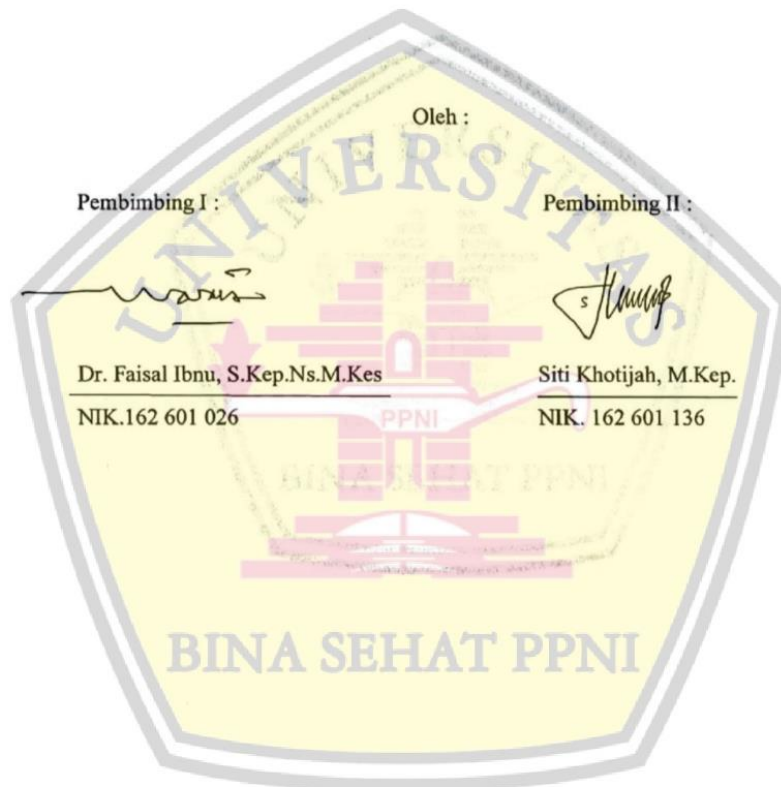 Oleh :
UNIVERSITAS
Pembimbing I :
Pembimbing II :
Dr. Faisal Ibnu, S.Kep.Ns.M.Kes
Siti Khotijah, M.Kep.
NIK.162 601 026
NIK. 162 601 136
PPNI
BINA SEHAT PPNI
BINA SEHAT PPNI